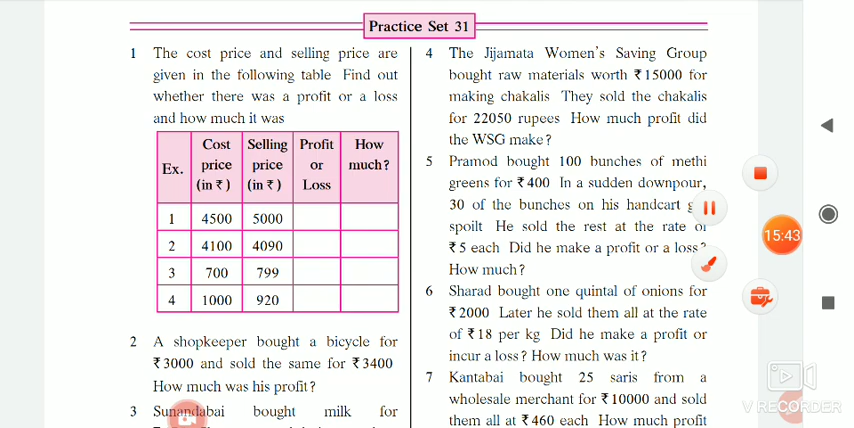 Practice Set 31
1 The cost price and selling price are
given in the following table Find out
whether there was a profit or a loss
and how much it was
Ex. Cost price (in ₹) Selling price (in ₹) Profit or Loss How much?
1 4500 5000
2 4100 4090
3 700 799
4 1000 920
2 A shopkeeper bought a bicycle for
₹ 3000 and sold the same for ₹ 3400
How much was his profit?
3 Sunandabai bought milk for
4 The Jijamata Women's Saving Group
bought raw materials worth ₹ 15000 for
making chakalis They sold the chakalis
for 22050 rupees How much profit did
the WSG make?
5 Pramod bought 100 bunches of methi
greens for ₹ 400 In a sudden downpour,
30 of the bunches on his handcart
spoilt He sold the rest at the rate of
₹ 5 each Did he make a profit or a loss?
How much?
6 Sharad bought one quintal of onions for
₹ 2000 Later he sold them all at the rate
of ₹ 18 per kg Did he make a profit or
incur a loss? How much was it?
7 Kantabai bought 25 saris from a
wholesale merchant for ₹ 10000 and sold
them all at ₹ 460 each How much profit
15:43
V RECORDER